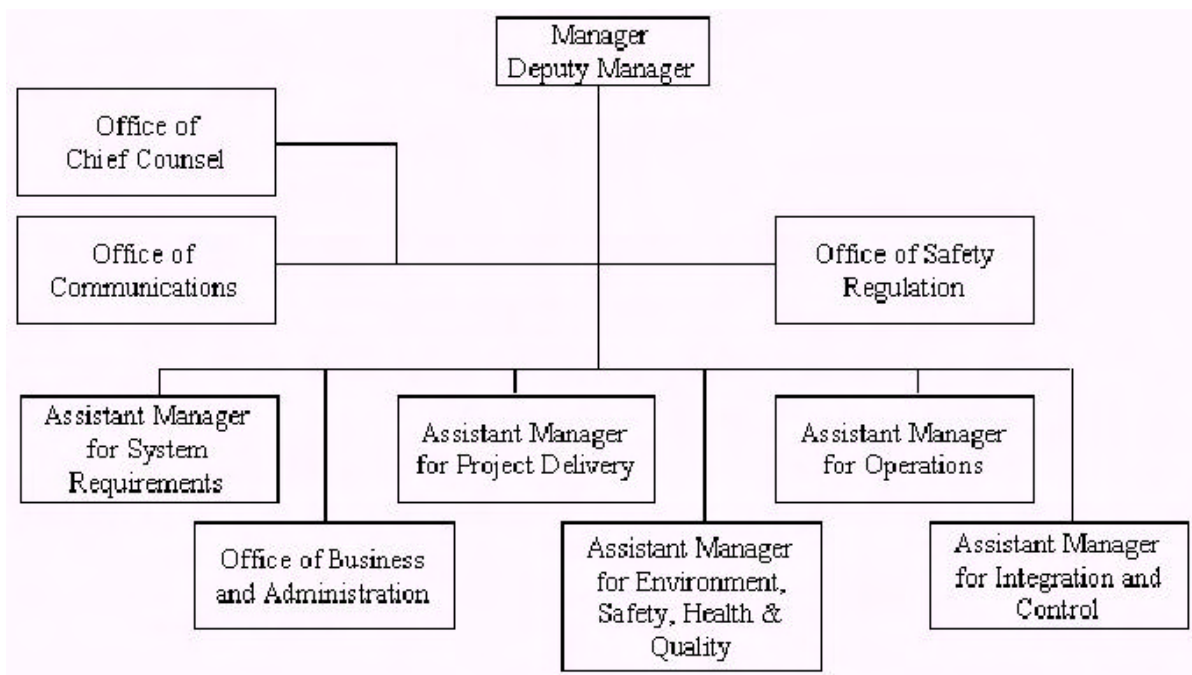 Manager
Deputy Manager
Office of
Chief Counsel
Office of
Communications
Office of Safety
Regulation
Assistant Manager
for System
Requirements
Assistant Manager
for Project Delivery
Assistant Manager
for Operations
Office of Business
and Administration
Assistant Manager
for Environment,
Safety, Health &
Quality
Assistant Manager
for Integration and
Control